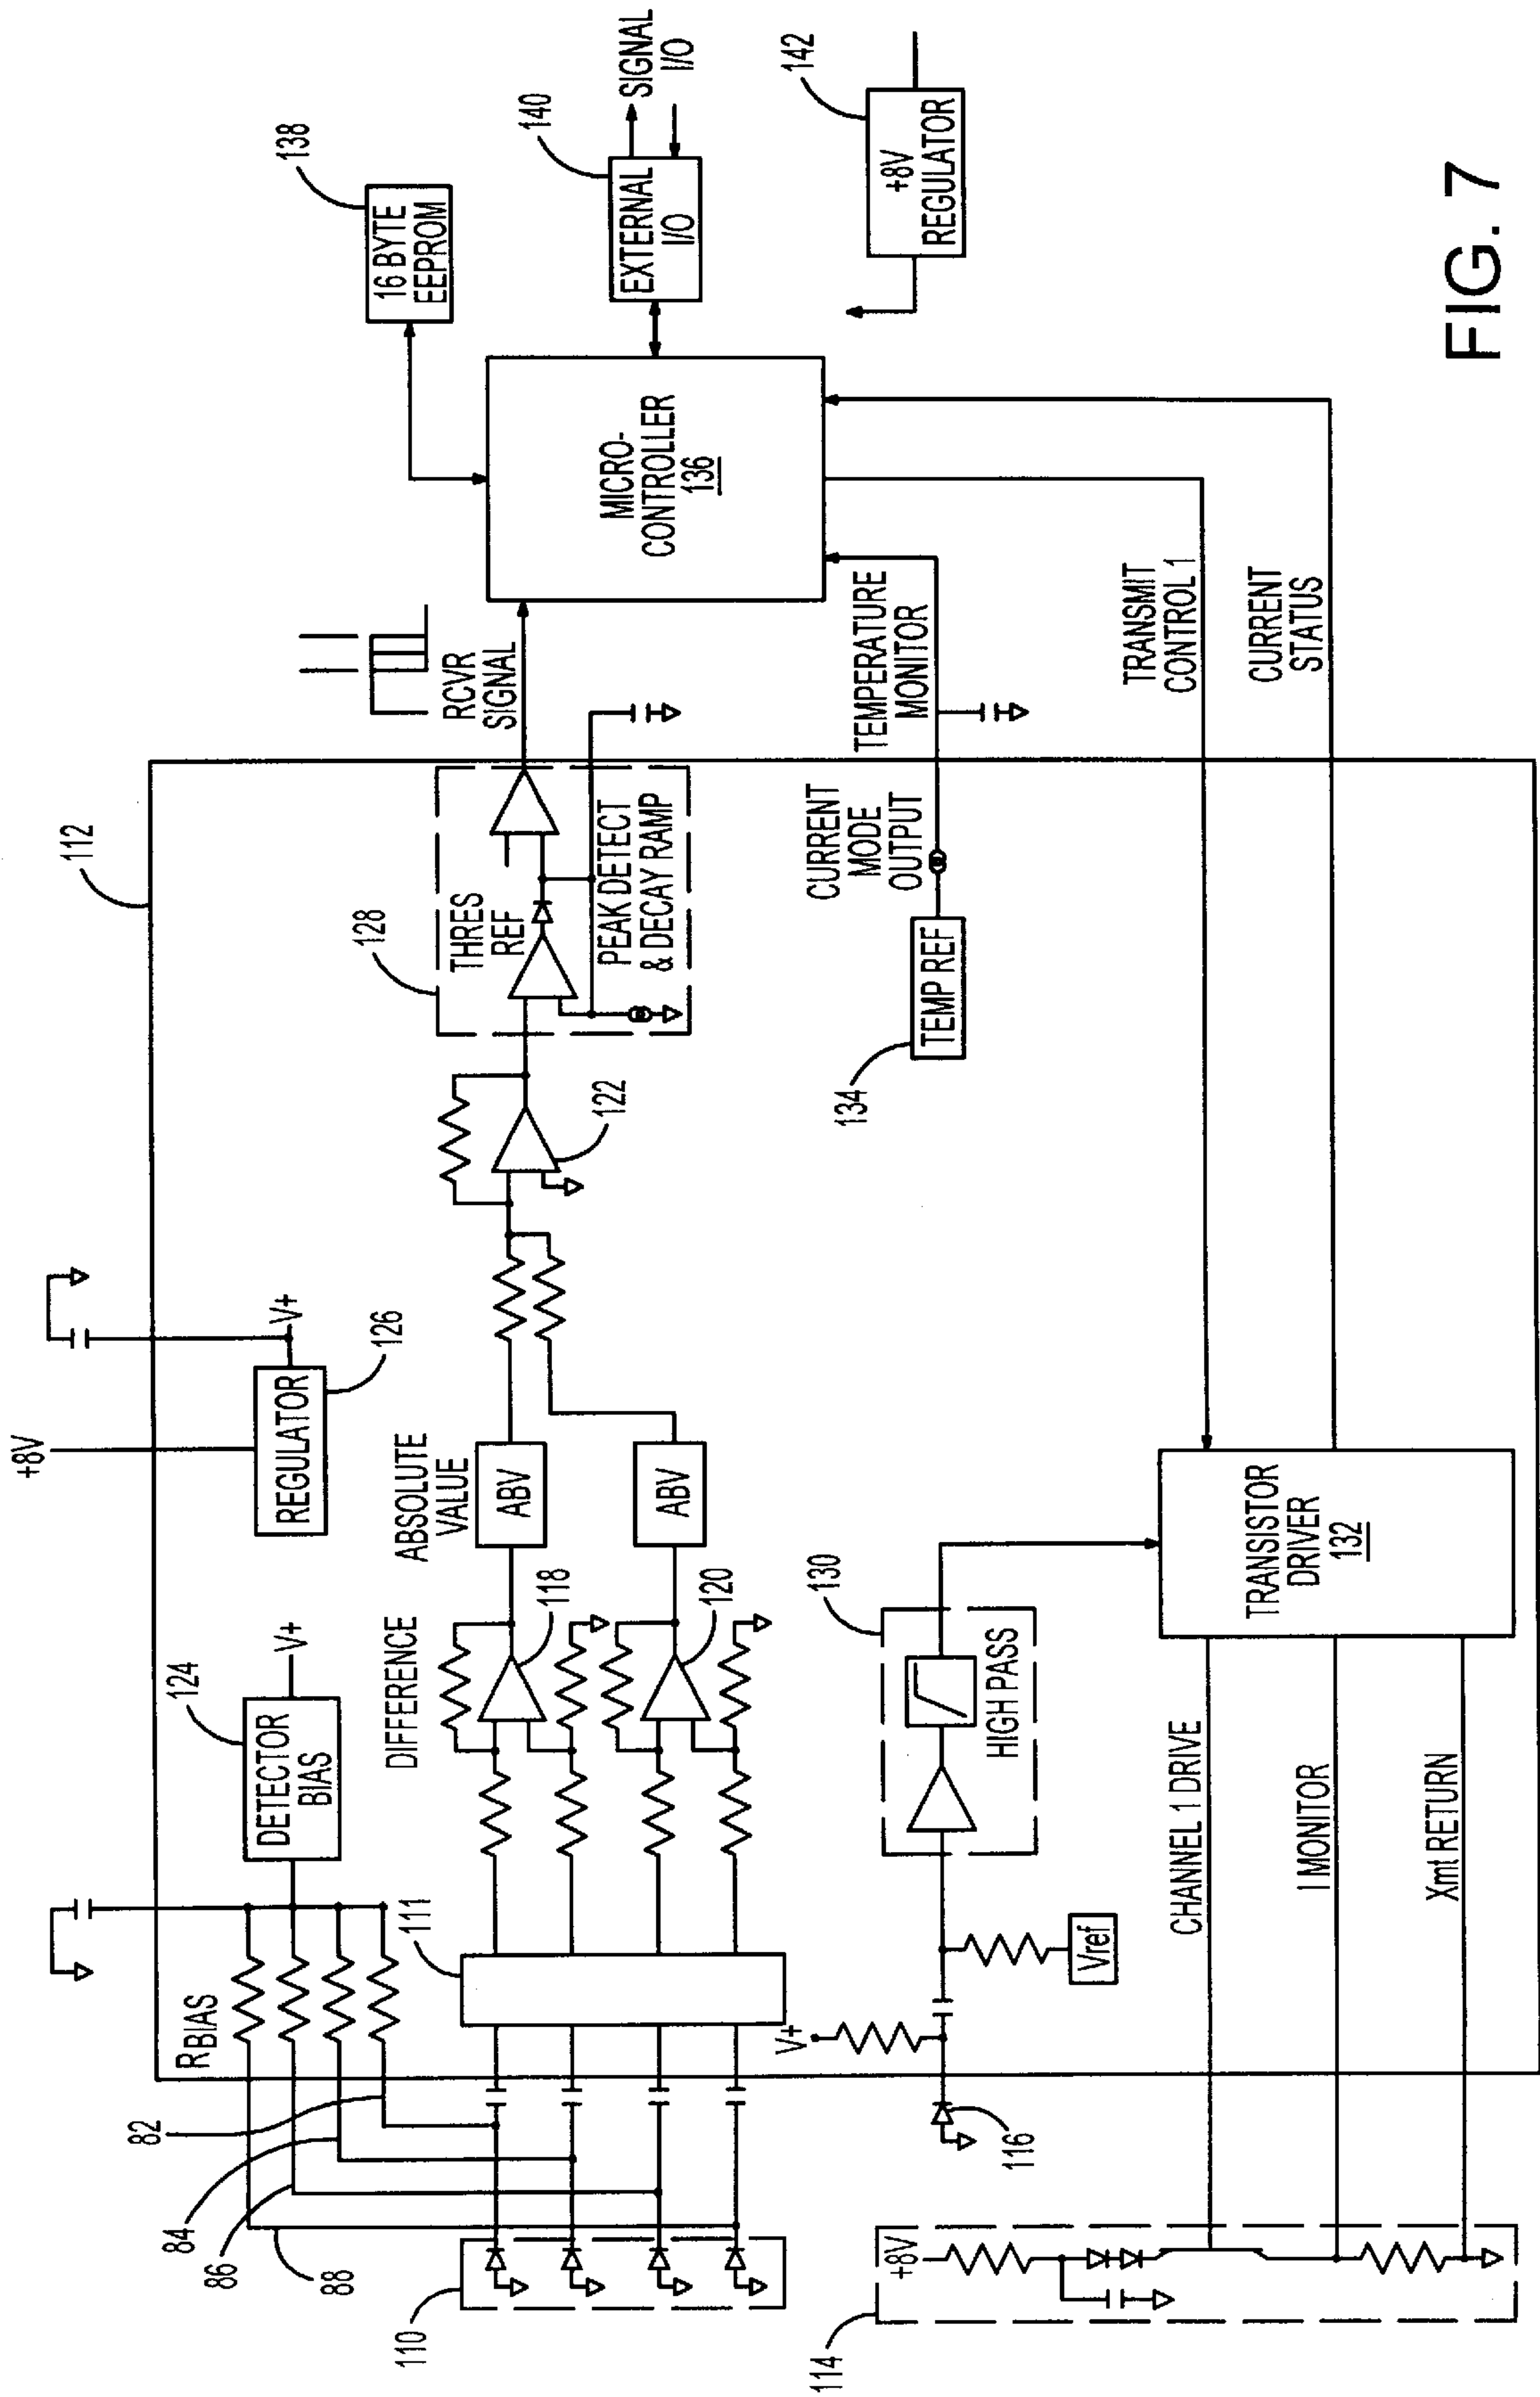 112
+8V
REGULATOR
V+
126
124
DETECTOR
BIAS
V+
RBIAS
82
84
86
88
110
111
DIFFERENCE
118
120
ABSOLUTE
VALUE
ABV
ABV
122
128
THRES
REF
PEAK DETECT
& DECAY RAMP
RCVR
SIGNAL
138
16 BYTE
EEPROM
MICRO-
CONTROLLER
136
140
EXTERNAL
I/O
SIGNAL
I/O
142
+8V
REGULATOR
V+
116
Vref
130
HIGH PASS
134
TEMP REF
CURRENT
MODE
OUTPUT
TEMPERATURE
MONITOR
TRANSMIT
CONTROL 1
CURRENT
STATUS
TRANSISTOR
DRIVER
132
CHANNEL 1 DRIVE
I MONITOR
Xmt RETURN
114
+8V
FIG. 7